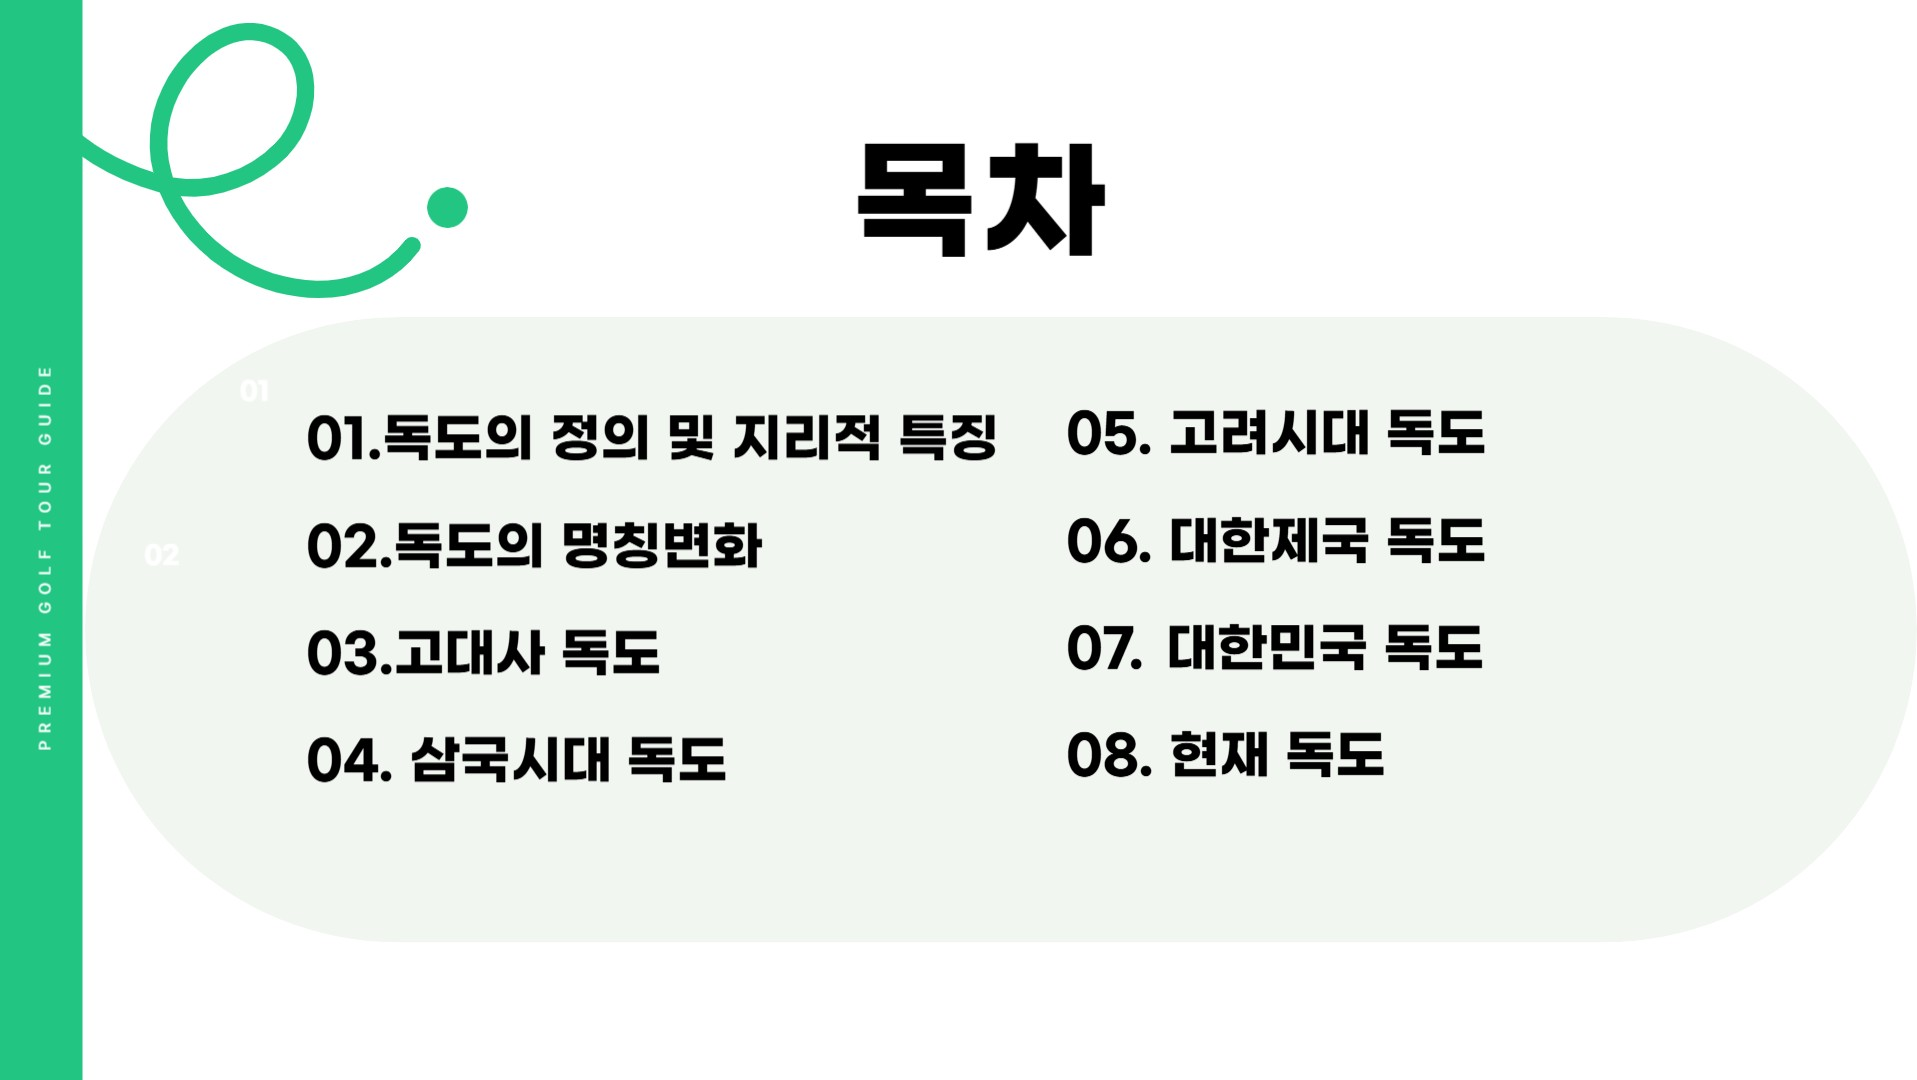 목차
01
01.독도의 정의 및 지리적 특징
02
02.독도의 명칭변화
03.고대사 독도
04. 삼국시대 독도
05. 고려시대 독도
06. 대한제국 독도
07. 대한민국 독도
08. 현재 독도
PREMIUM GOLF TOUR GUIDE